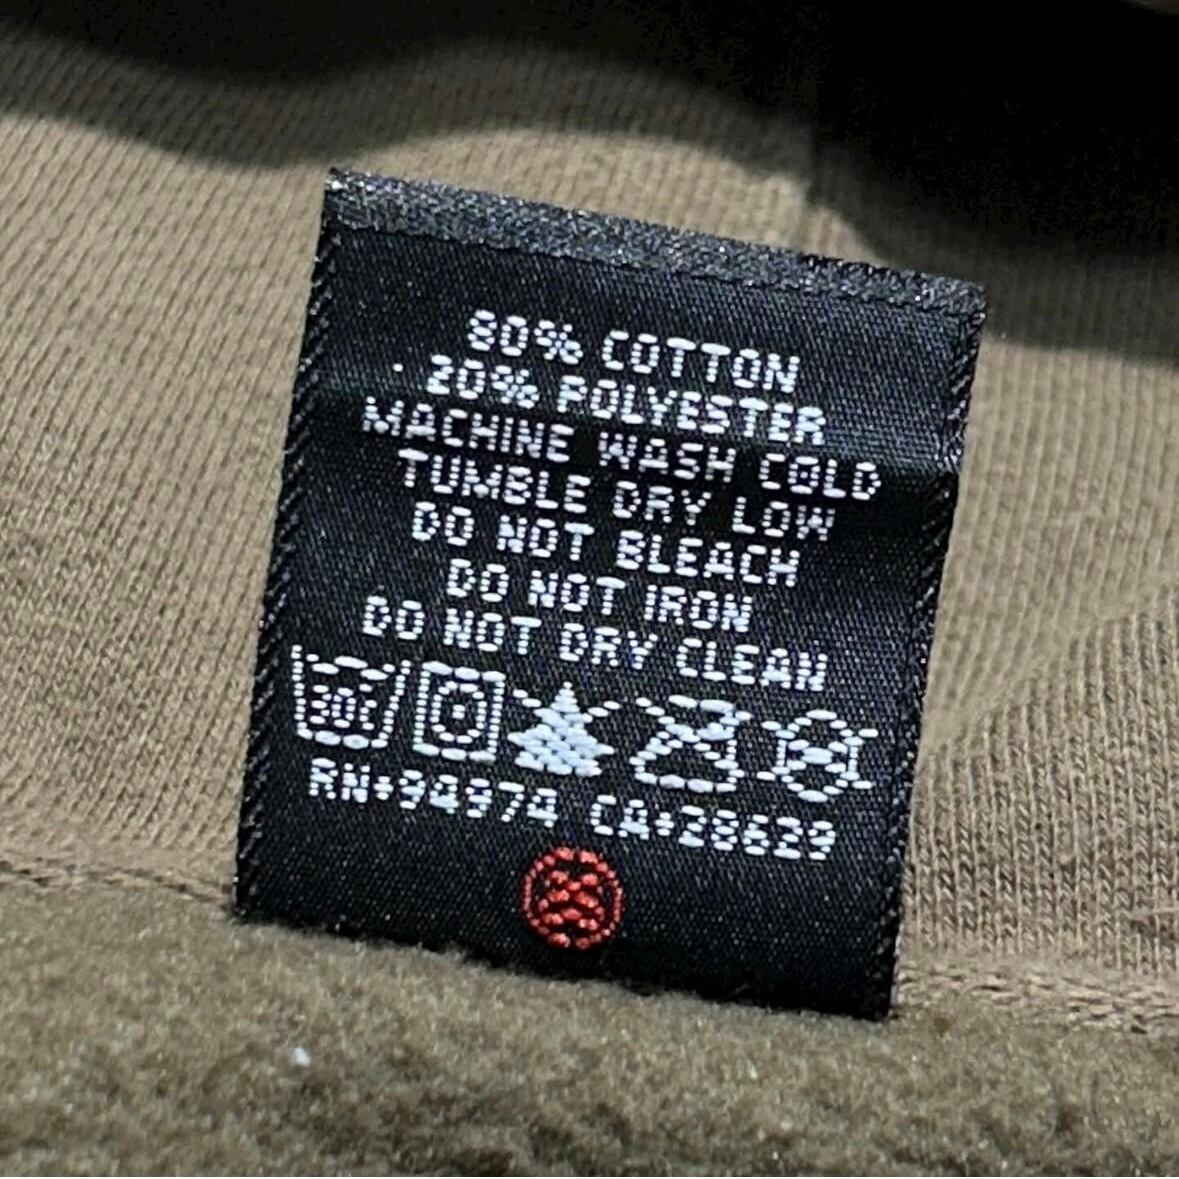 80% COTTON
20% POLYESTER
MACHINE WASH COLD
TUMBLE DRY LOW
DO NOT BLEACH
DO NOT IRON
DO NOT DRY CLEAN
30C
RN#94974 CA#28629